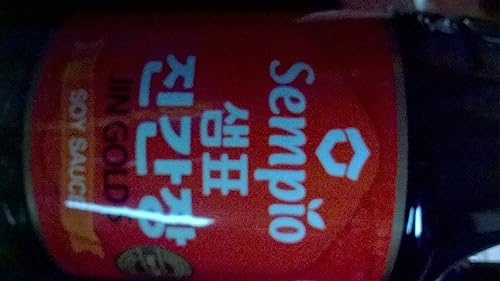 Sempio
샘표
진간장
JIN GOLD S
SOY SAUCE